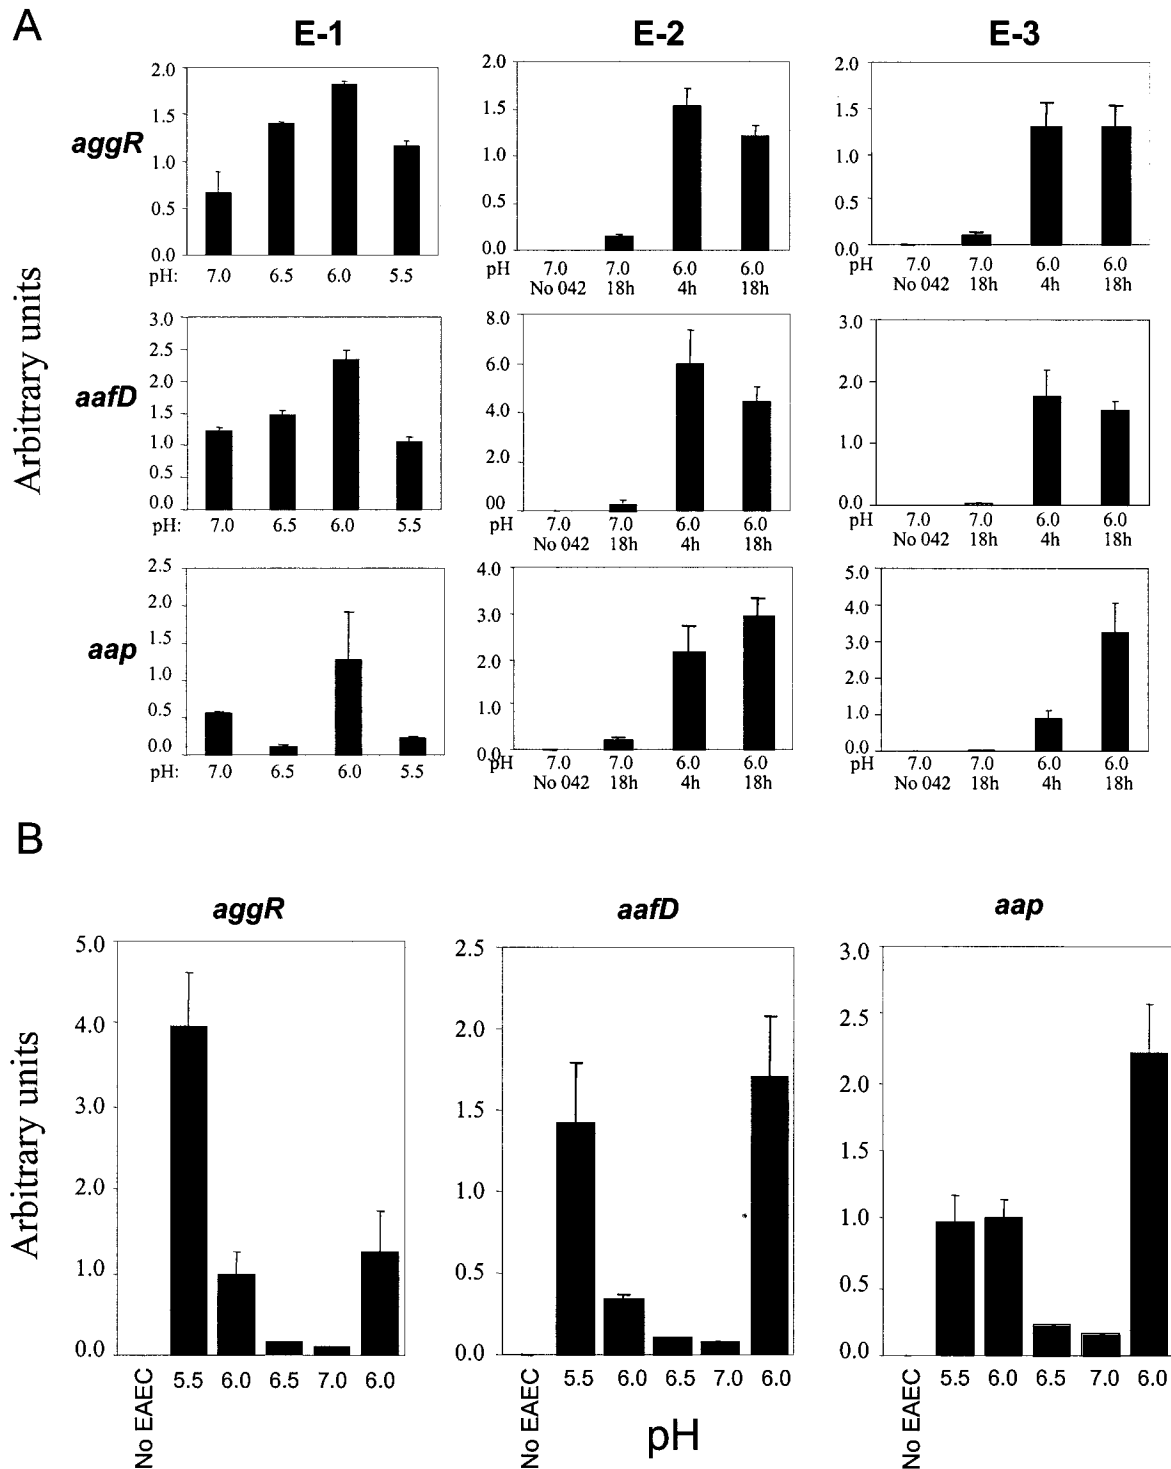 A
E-1 E-2 E-3
aggR
2.0 1.5 1.0 0.5 0.0
pH: 7.0 6.5 6.0 5.5
2.0 1.5 1.0 0.5 0.0
pH 7.0 7.0 6.0 6.0
No 042 18h 4h 18h
2.0 1.5 1.0 0.5 0.0
pH 7.0 7.0 6.0 6.0
No 042 18h 4h 18h
Arbitrary units
aafD
3.0 2.5 2.0 1.5 1.0 0.5 0.0
pH: 7.0 6.5 6.0 5.5
8.0 6.0 4.0 2.0 00
pH 7.0 7.0 6.0 6.0
No 042 18h 4h 18h
3.0 2.0 1.0 0.0
pH 7.0 7.0 6.0 6.0
No 042 18h 4h 18h
aap
2.5 2.0 1.5 1.0 0.5 0.0
pH: 7.0 6.5 6.0 5.5
4.0 3.0 2.0 1.0 0.0
pH 7.0 7.0 6.0 6.0
No 042 18h 4h 18h
5.0 4.0 3.0 2.0 1.0 0.0
pH 7.0 7.0 6.0 6.0
No 042 18h 4h 18h
B
aggR aafD aap
Arbitrary units
5.0 4.0 3.0 2.0 1.0 0.0
No EAEC 5.5 6.0 6.5 7.0 6.0
2.5 2.0 1.5 1.0 0.5 0.0
No EAEC 5.5 6.0 6.5 7.0 6.0
3.0 2.5 2.0 1.5 1.0 0.5 0.0
No EAEC 5.5 6.0 6.5 7.0 6.0
pH